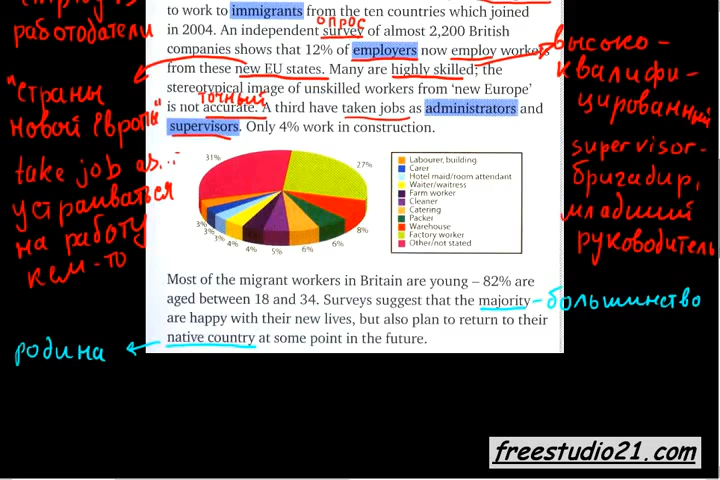 работодатели
"страны
новой Европы"
take job as...
устраиваться
на работу
кем-то
родина
to work to immigrants from the ten countries which joined
опрос
in 2004. An independent survey of almost 2,200 British
companies shows that 12% of employers now employ workers
from these new EU states. Many are highly skilled; the
stereotypical image of unskilled workers from 'new Europe'
точный
is not accurate. A third have taken jobs as administrators and
supervisors. Only 4% work in construction.
31%
27%
8%
6%
6%
5%
4%
4%
3%
3%
3%
Labourer, building
Carer
Hotel maid/room attendant
Waiter/waitress
Farm worker
Cleaner
Catering
Packer
Warehouse
Factory worker
Other/not stated
Most of the migrant workers in Britain are young – 82% are
aged between 18 and 34. Surveys suggest that the majority
are happy with their new lives, but also plan to return to their
native country at some point in the future.
высоко-
квалифи-
цированный
supervisor-
бригадир,
младший
руководитель
большинство
freestudio21.com